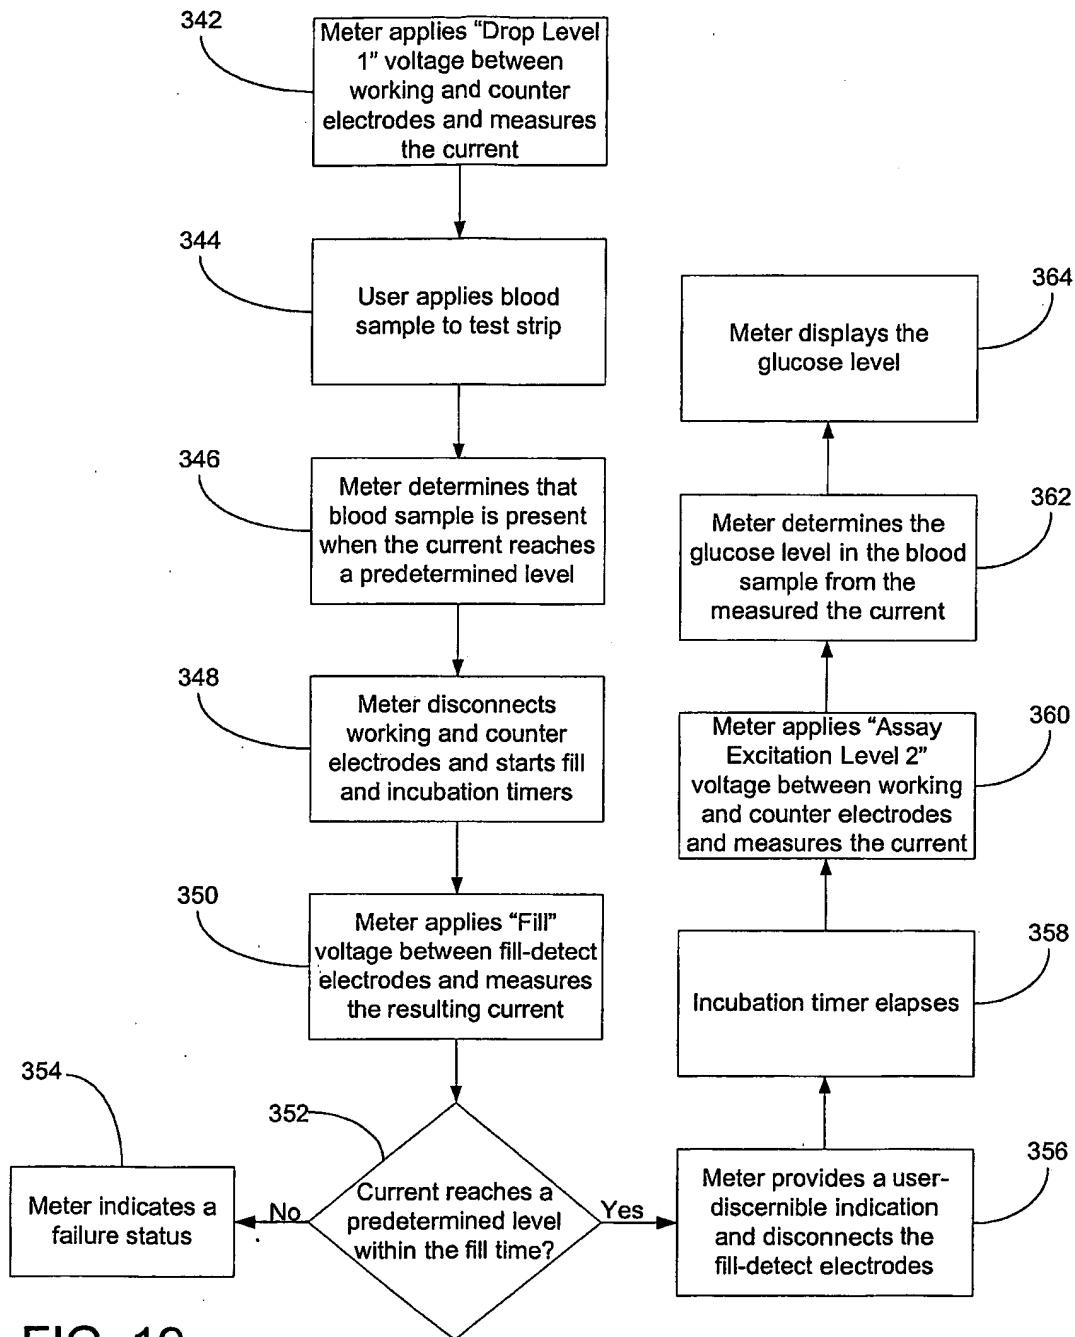 342
Meter applies “Drop Level
1” voltage between
working and counter
electrodes and measures
the current
344
User applies blood
sample to test strip
346
Meter determines that
blood sample is present
when the current reaches
a predetermined level
348
Meter disconnects
working and counter
electrodes and starts fill
and incubation timers
350
Meter applies “Fill”
voltage between fill-detect
electrodes and measures
the resulting current
352
Current reaches a
predetermined level
within the fill time?
No
354
Meter indicates a
failure status
Yes
356
Meter provides a user-
discernible indication
and disconnects the
fill-detect electrodes
358
Incubation timer elapses
360
Meter applies “Assay
Excitation Level 2”
voltage between working
and counter electrodes
and measures the current
362
Meter determines the
glucose level in the blood
sample from the
measured the current
364
Meter displays the
glucose level